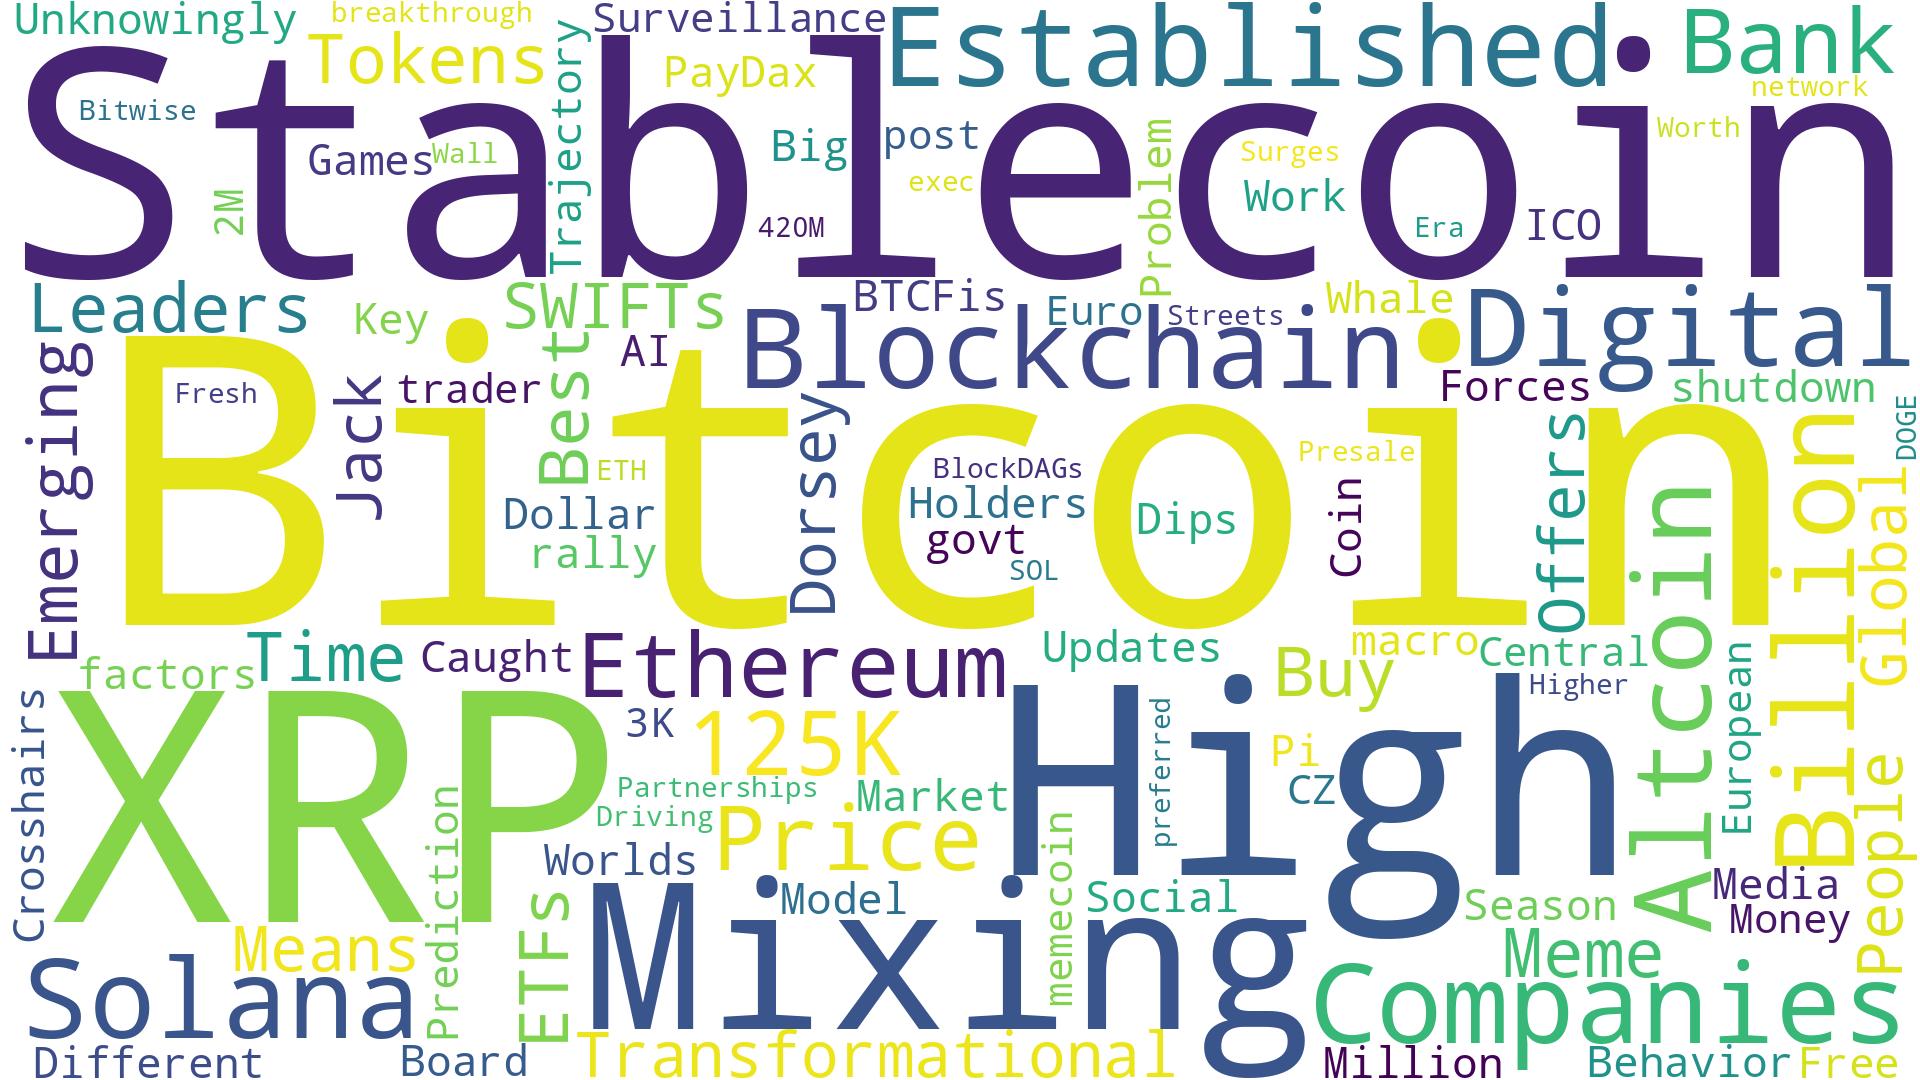 Unknowingly
breakthrough
Surveillance
Established
Bank
Tokens
Trajectory
PayDax
network
Stablecoin
Bitwise
Games
Wall
Big
post
Problem
Surges
Worth
2M
exec
Work
420M
Era
ICO
Leaders
Key
SWIFTs
BTCFis
Euro
Streets
Whale
Digital
Blockchain
AI
Best
Emerging
Fresh
Jack
trader
Forces
shutdown
DOGE
Bitcoin
Dorsey
ETH
BlockDAGs
Presale
Offers
Dollar
Holders
Dips
Coin
rally
govt
SOL
Altcoin
Billion
Global
Time
Caught
Ethereum
Updates
macro
Central
factors
Buy
Higher
European
Crosshairs
XRP
3K
125K
High
preferred
Pi
CZ
Partnerships
Market
Driving
Price
People
Prediction
Worlds
memecoin
Model
Social
Season
Media
Money
ETFs
Mixing
Means
Meme
Solana
Companies
Different
Board
Transformational
Million
Behavior
Free